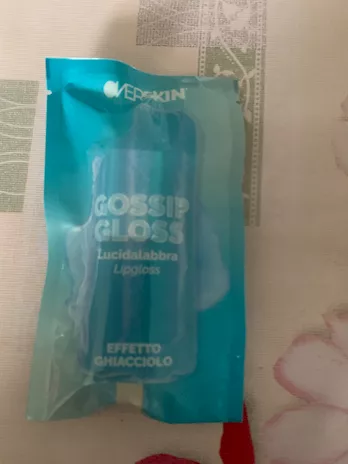 OVERSKIN
GOSSIP
GLOSS
Lucidalabbra
Lipgloss
EFFETTO
GHIACCIOLO